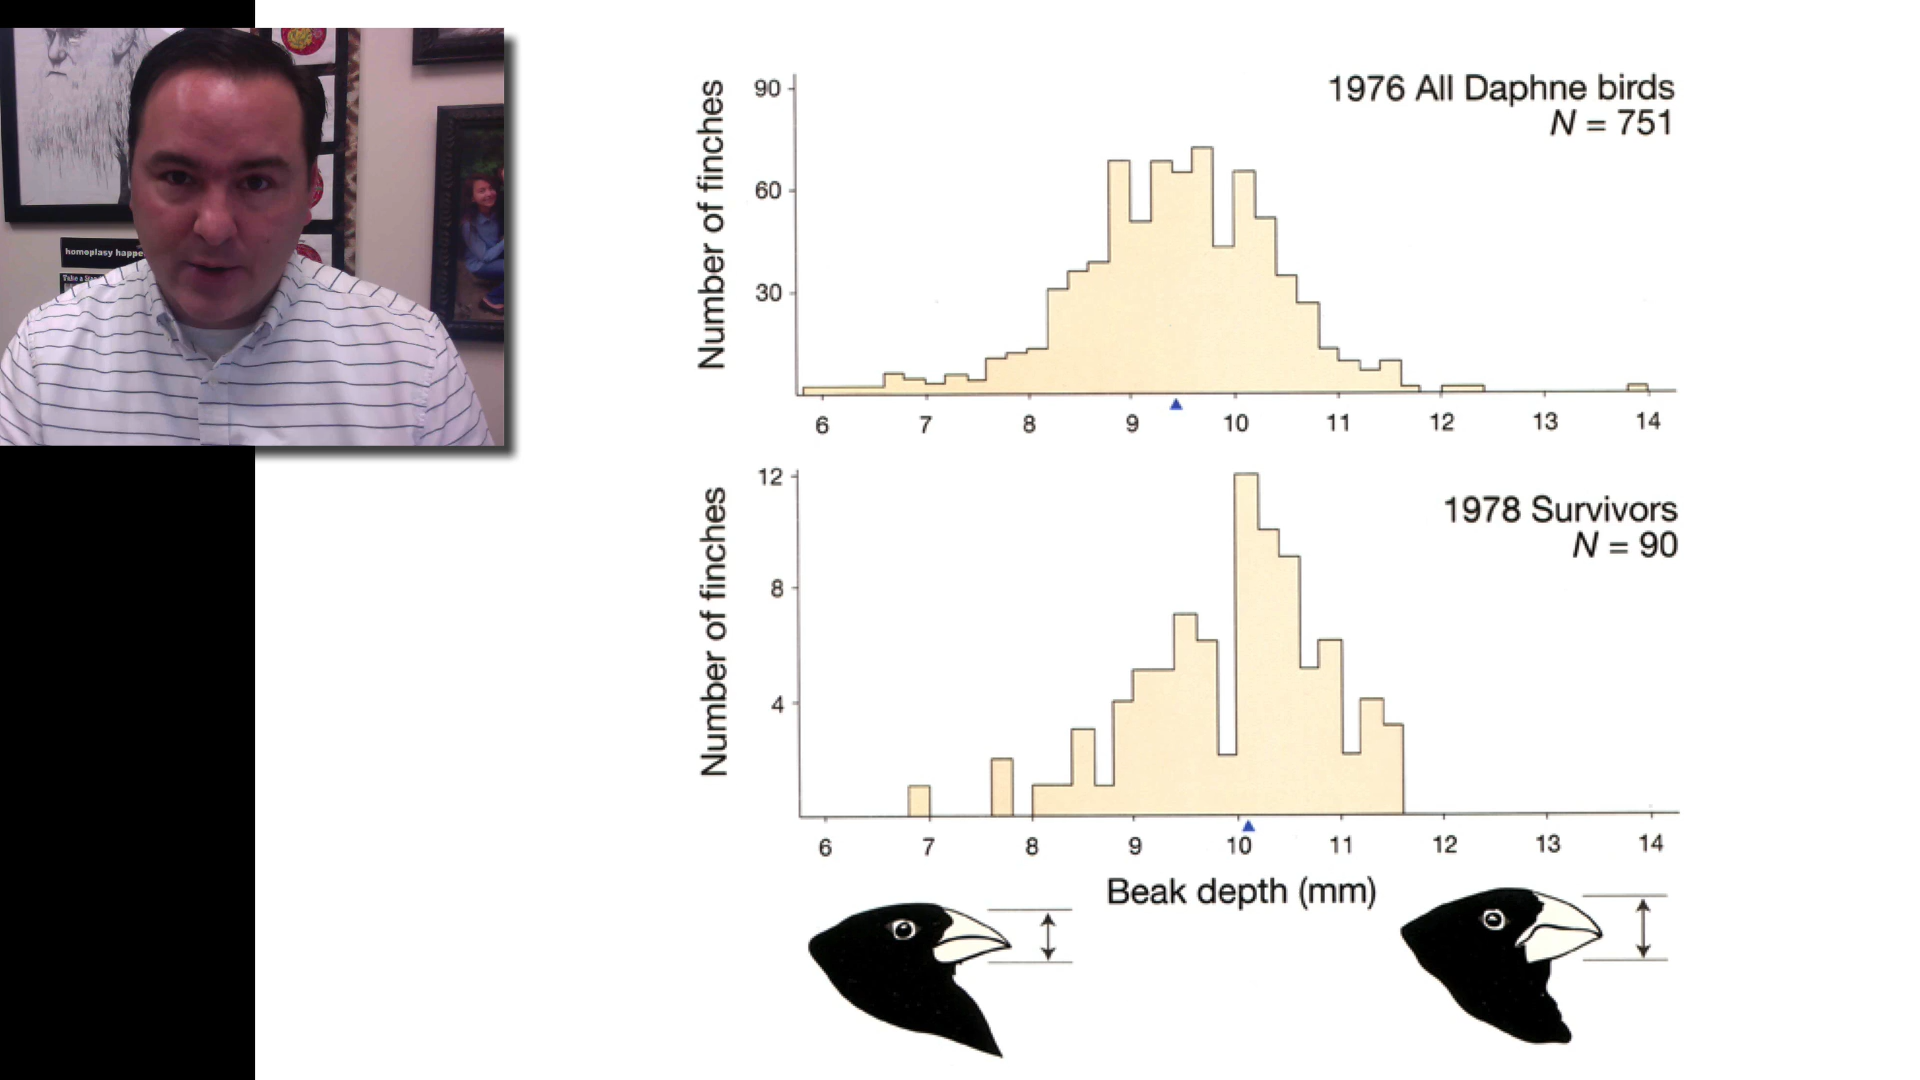 homoplasy happe
Take a Stan
1976 All Daphne birds
N = 751
Number of finches
90
60
30
6 7 8 9 10 11 12 13 14
1978 Survivors
N = 90
Number of finches
12
8
4
6 7 8 9 10 11 12 13 14
Beak depth (mm)